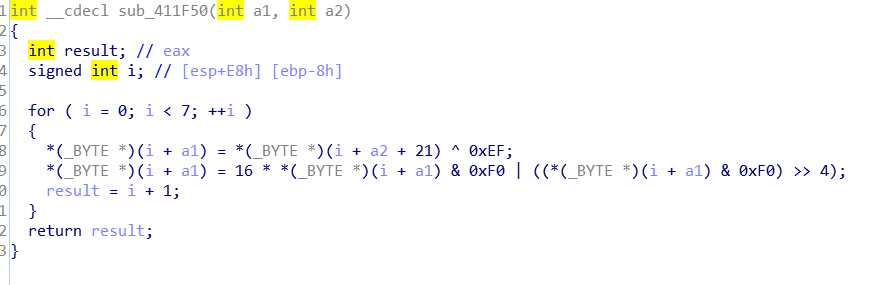 1 int __cdecl sub_411F50(int a1, int a2)
2 {
3 int result; // eax
4 signed int i; // [esp+E8h] [ebp-8h]
5
6 for ( i = 0; i < 7; ++i )
7 {
8 *(_BYTE *)(i + a1) = *(_BYTE *)(i + a2 + 21) ^ 0xEF;
9 *(_BYTE *)(i + a1) = 16 * *(_BYTE *)(i + a1) & 0xF0 | ((*(_BYTE *)(i + a1) & 0xF0) >> 4);
0 result = i + 1;
1 }
2 return result;
3 }